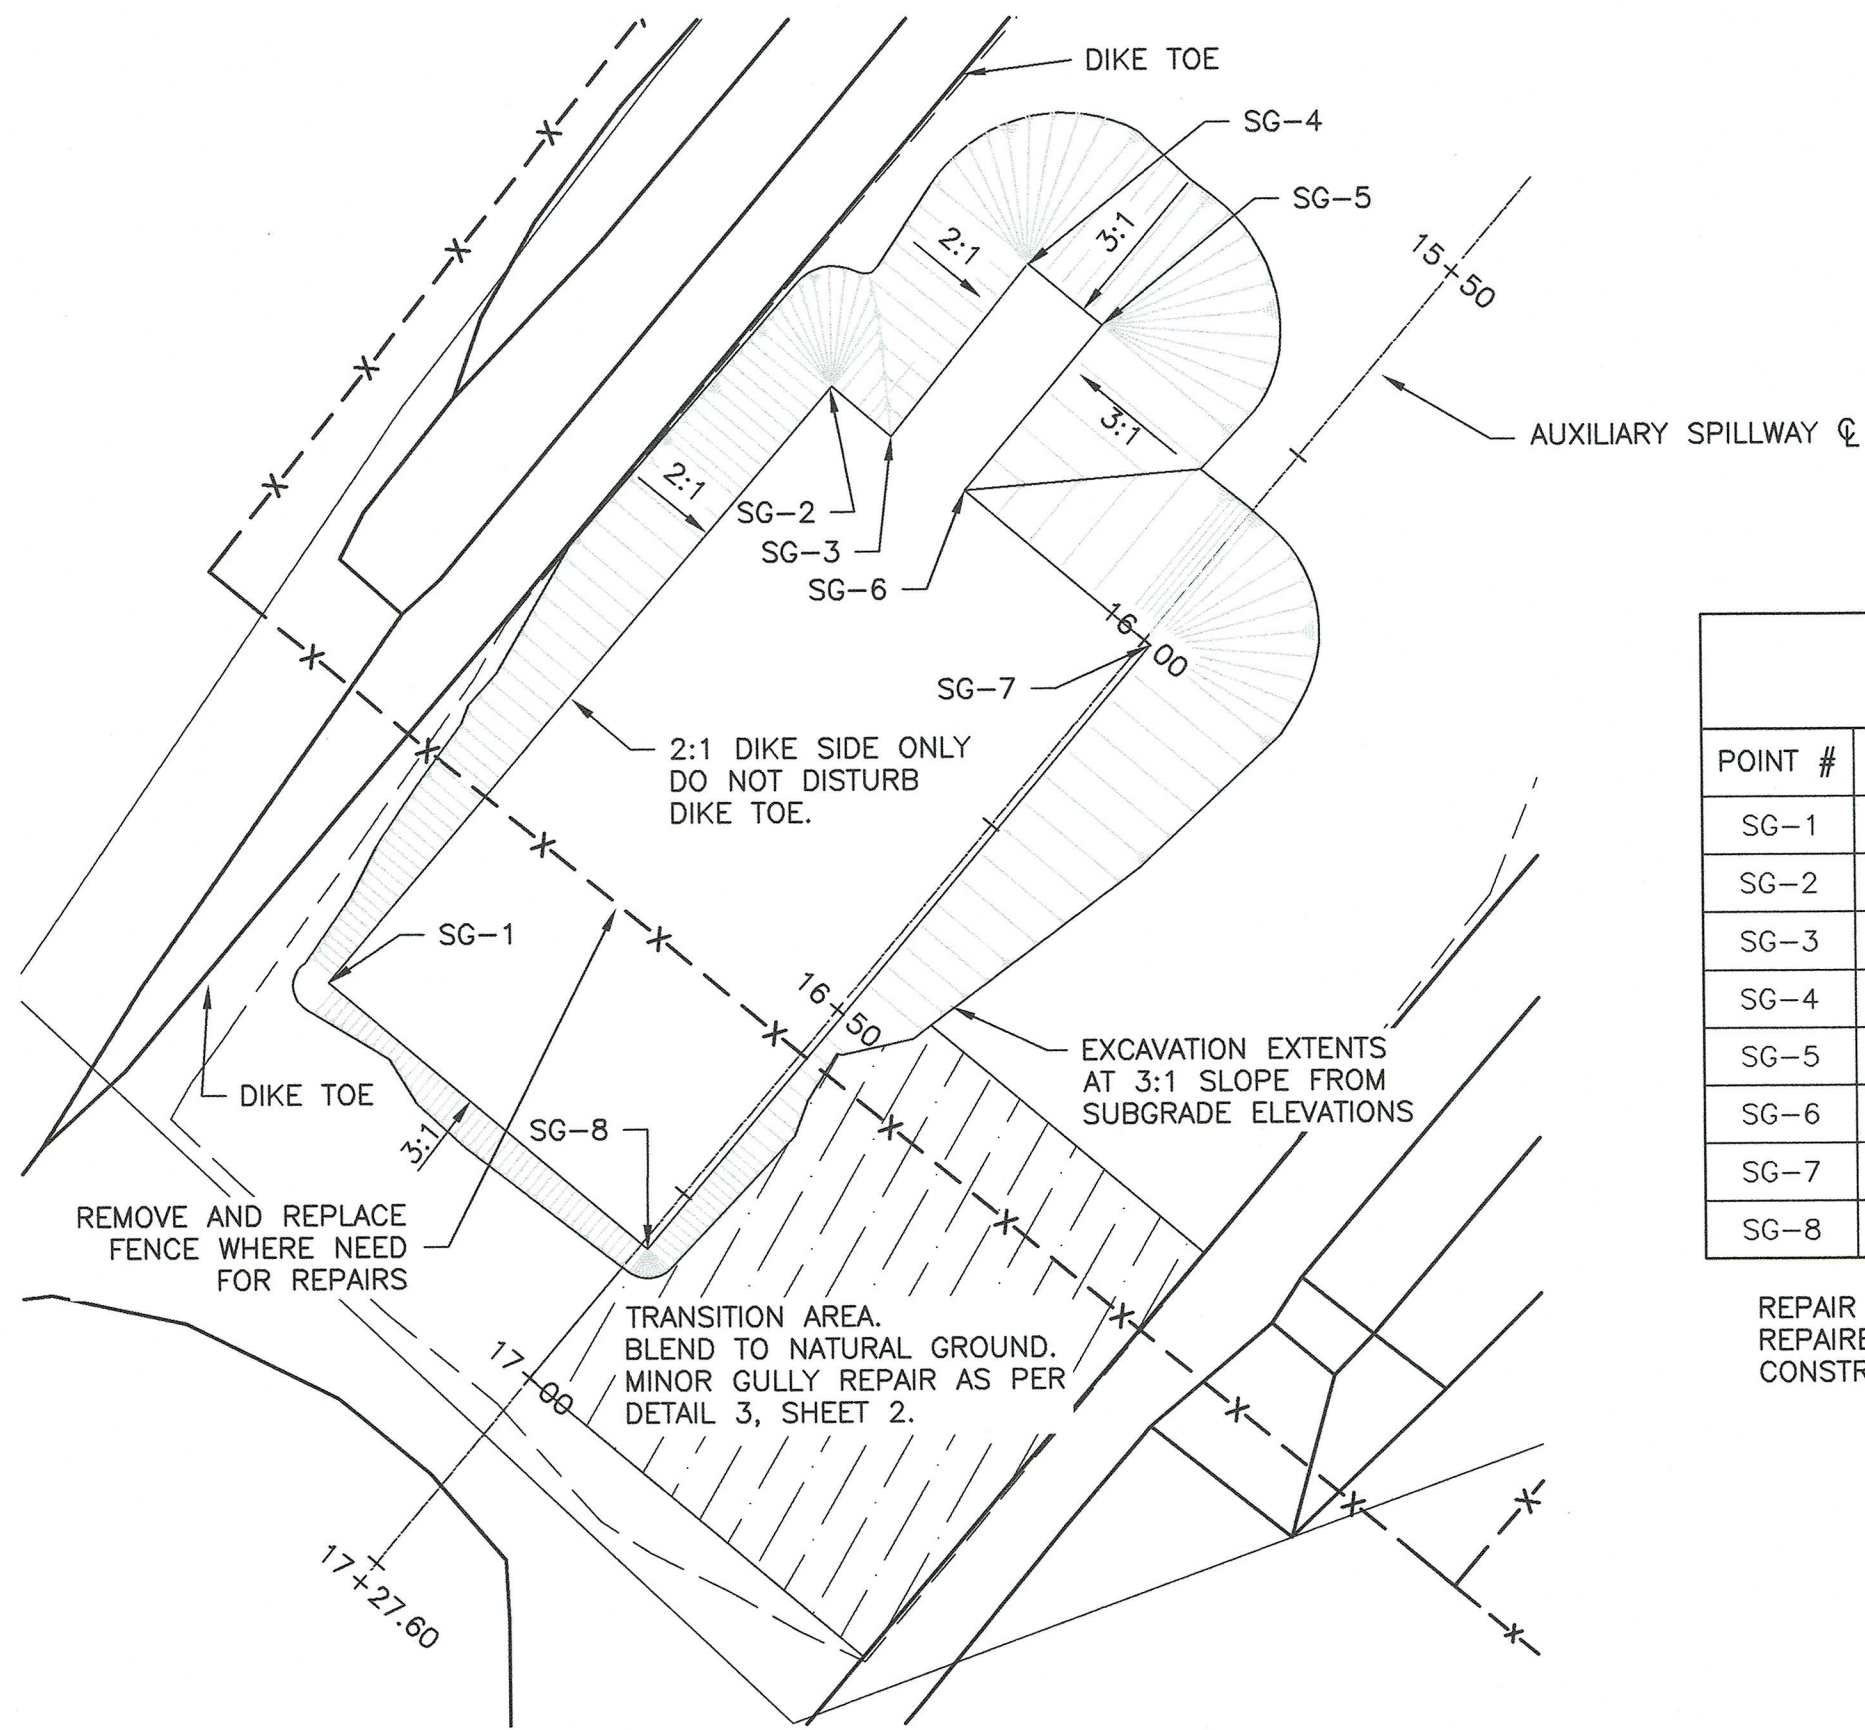 DIKE TOE
SG-4
SG-5
2:1
3:1
15+50
3:1
AUXILIARY SPILLWAY ℄
2:1
SG-2
SG-3
SG-6
16+00
SG-7
2:1 DIKE SIDE ONLY
DO NOT DISTURB
DIKE TOE.
SG-1
16+50
EXCAVATION EXTENTS
AT 3:1 SLOPE FROM
SUBGRADE ELEVATIONS
DIKE TOE
3:1
SG-8
REMOVE AND REPLACE
FENCE WHERE NEED
FOR REPAIRS
TRANSITION AREA.
BLEND TO NATURAL GROUND.
MINOR GULLY REPAIR AS PER
DETAIL 3, SHEET 2.
17+00
17+27.60
POINT #
SG-1
SG-2
SG-3
SG-4
SG-5
SG-6
SG-7
SG-8
REPAIR
REPAIRE
CONSTR